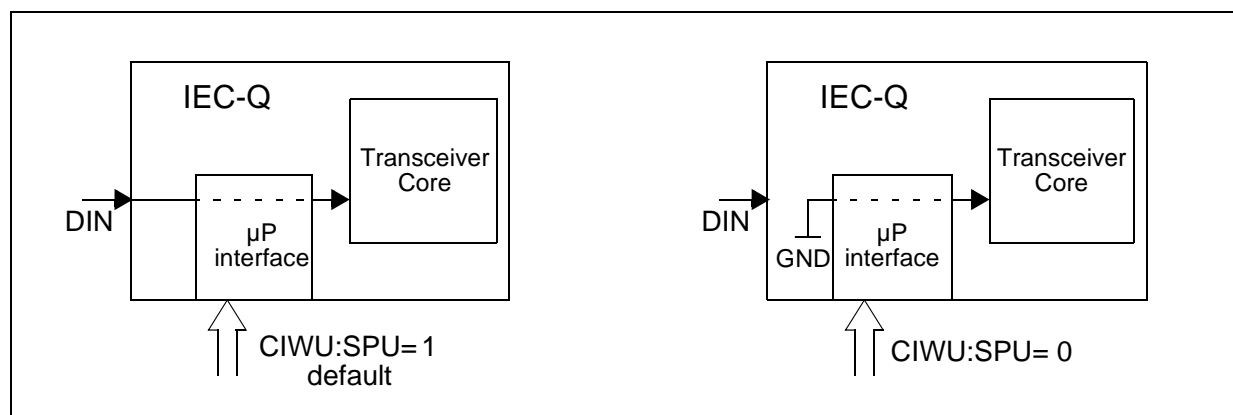 IEC-Q
Transceiver
Core
DIN
µP
interface
CIWU:SPU= 1
default
IEC-Q
Transceiver
Core
DIN
GND
µP
interface
CIWU:SPU= 0